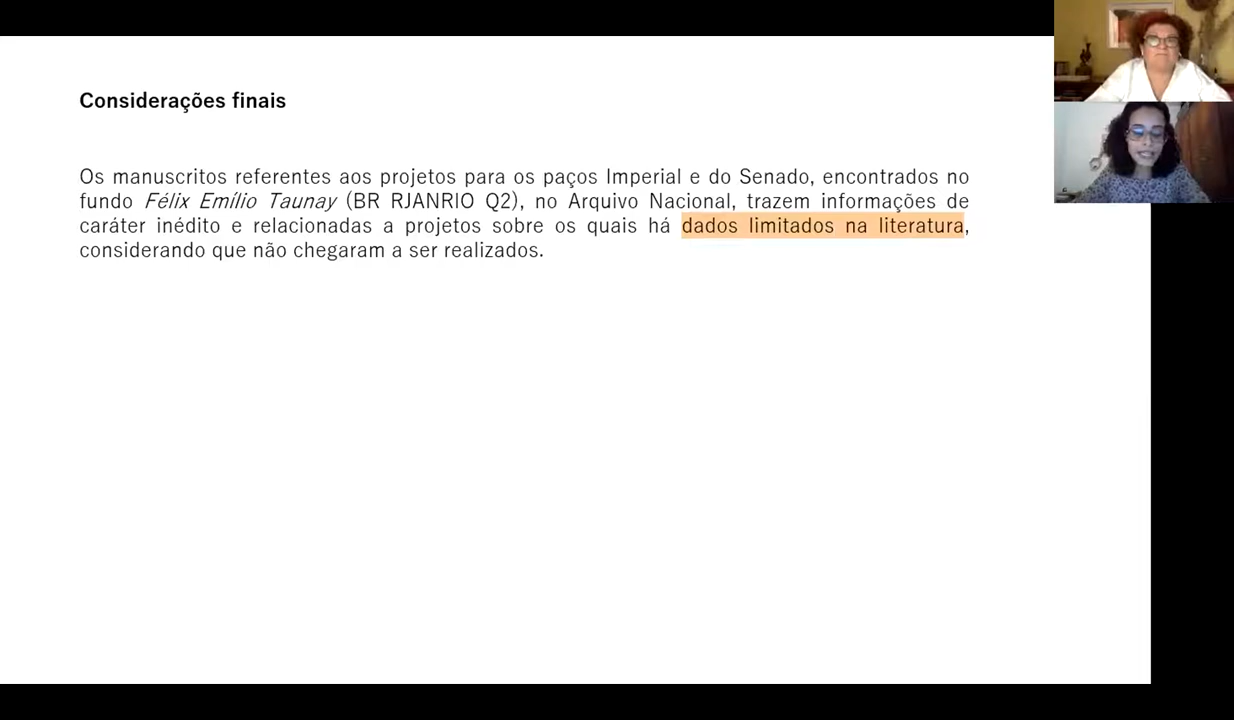 Considerações finais
Os manuscritos referentes aos projetos para os paços Imperial e do Senado, encontrados no
fundo Félix Emílio Taunay (BR RJANRIO Q2), no Arquivo Nacional, trazem informações de
caráter inédito e relacionadas a projetos sobre os quais há dados limitados na literatura,
considerando que não chegaram a ser realizados.